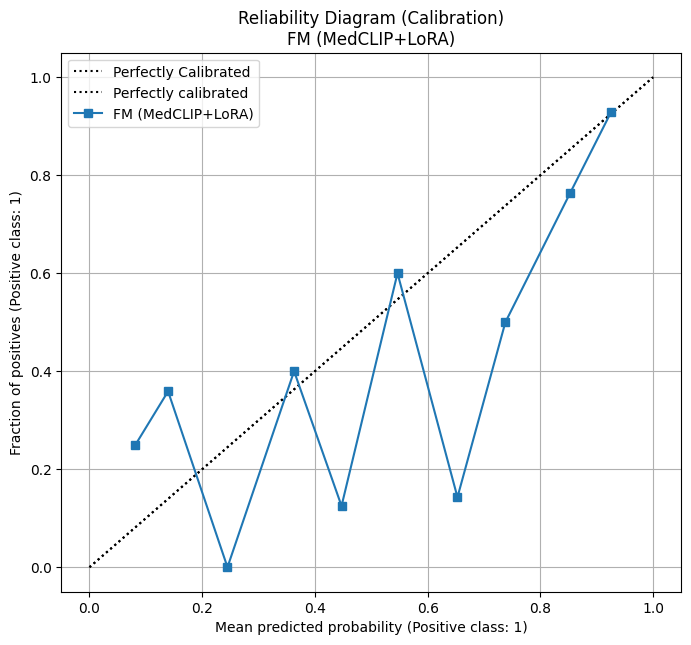 Reliability Diagram (Calibration)
FM (MedCLIP+LoRA)
Perfectly Calibrated
Perfectly calibrated
FM (MedCLIP+LoRA)
Fraction of positives (Positive class: 1)
1.0
0.8
0.6
0.4
0.2
0.0
0.0 0.2 0.4 0.6 0.8 1.0
Mean predicted probability (Positive class: 1)